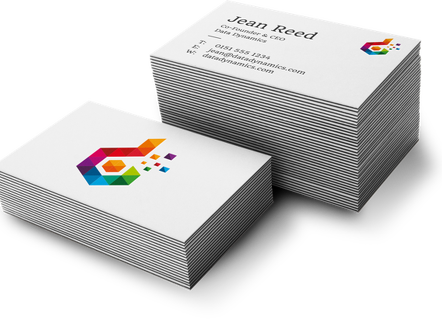 Jean Reed
Co-Founder & CEO
Data Dynamics
T: 0151 555 1234
E: jean@datadynamics.com
W: datadynamics.com